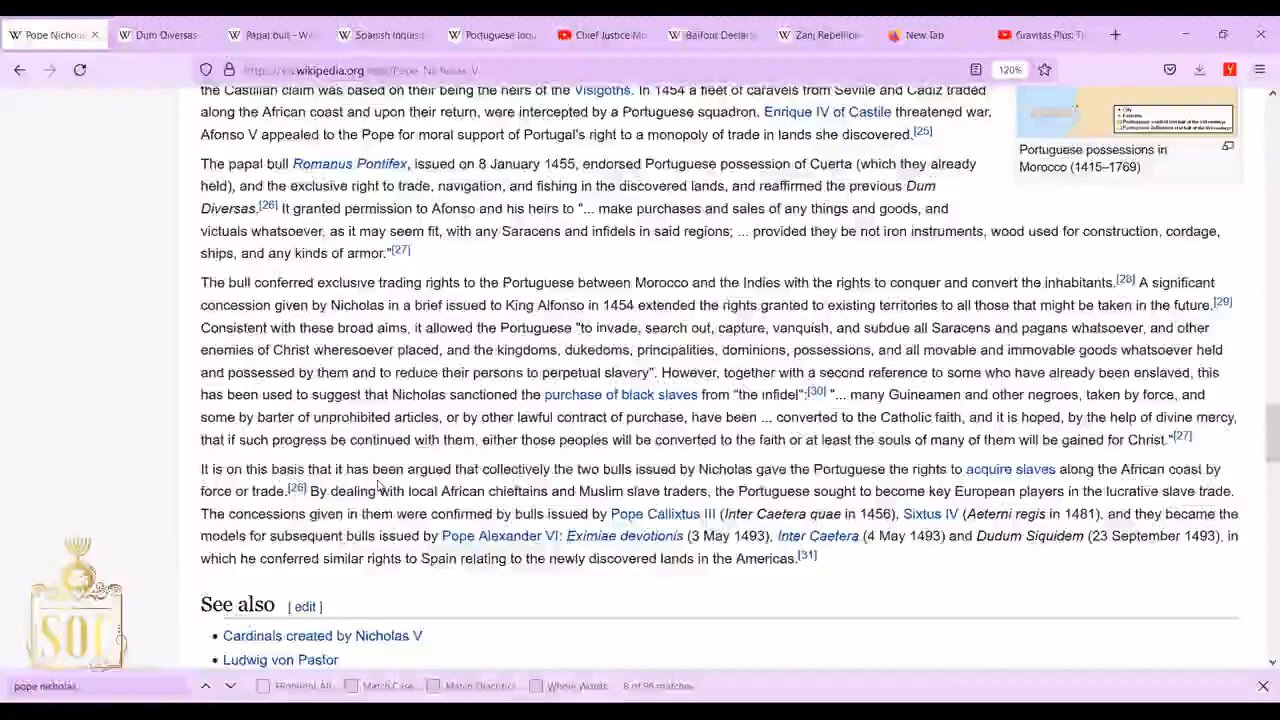 Pope Nichola
Dum Diversas
Papal bull – Wi
Spanish Inquis
Portuguese Inqu
Chief Justice Mo
Balfour Declara
Zanj Rebellion
New Tab
Gravitas Plus: T
wikipedia.org
120%
the Castilian claim was based on their being the heirs of the Visigoths. In 1454 a fleet of caravels from Seville and Cadiz traded
along the African coast and upon their return, were intercepted by a Portuguese squadron. Enrique IV of Castile threatened war.
Afonso V appealed to the Pope for moral support of Portugal's right to a monopoly of trade in lands she discovered.[25]
Portuguese possessions in
Morocco (1415–1769)
The papal bull Romanus Pontifex, issued on 8 January 1455, endorsed Portuguese possession of Cuerta (which they already
held), and the exclusive right to trade, navigation, and fishing in the discovered lands, and reaffirmed the previous Dum
Diversas.[26] It granted permission to Afonso and his heirs to "... make purchases and sales of any things and goods, and
victuals whatsoever, as it may seem fit, with any Saracens and infidels in said regions; ... provided they be not iron instruments, wood used for construction, cordage,
ships, and any kinds of armor."[27]
The bull conferred exclusive trading rights to the Portuguese between Morocco and the Indies with the rights to conquer and convert the inhabitants.[28] A significant
concession given by Nicholas in a brief issued to King Alfonso in 1454 extended the rights granted to existing territories to all those that might be taken in the future.[29]
Consistent with these broad aims, it allowed the Portuguese "to invade, search out, capture, vanquish, and subdue all Saracens and pagans whatsoever, and other
enemies of Christ wheresoever placed, and the kingdoms, dukedoms, principalities, dominions, possessions, and all movable and immovable goods whatsoever held
and possessed by them and to reduce their persons to perpetual slavery". However, together with a second reference to some who have already been enslaved, this
has been used to suggest that Nicholas sanctioned the purchase of black slaves from "the infidel":[30] "... many Guineamen and other negroes, taken by force, and
some by barter of unprohibited articles, or by other lawful contract of purchase, have been ... converted to the Catholic faith, and it is hoped, by the help of divine mercy,
that if such progress be continued with them, either those peoples will be converted to the faith or at least the souls of many of them will be gained for Christ."[27]
It is on this basis that it has been argued that collectively the two bulls issued by Nicholas gave the Portuguese the rights to acquire slaves along the African coast by
force or trade.[26] By dealing with local African chieftains and Muslim slave traders, the Portuguese sought to become key European players in the lucrative slave trade.
The concessions given in them were confirmed by bulls issued by Pope Callixtus III (Inter Caetera quae in 1456), Sixtus IV (Aeterni regis in 1481), and they became the
models for subsequent bulls issued by Pope Alexander VI: Eximiae devotionis (3 May 1493), Inter Caetera (4 May 1493) and Dudum Siquidem (23 September 1493), in
which he conferred similar rights to Spain relating to the newly discovered lands in the Americas.[31]
See also [ edit ]
Cardinals created by Nicholas V
Ludwig von Pastor
SOI
pope nicholas
Highlight All
Match Case
Match Diacritics
Whole Words
8 of 96 matches